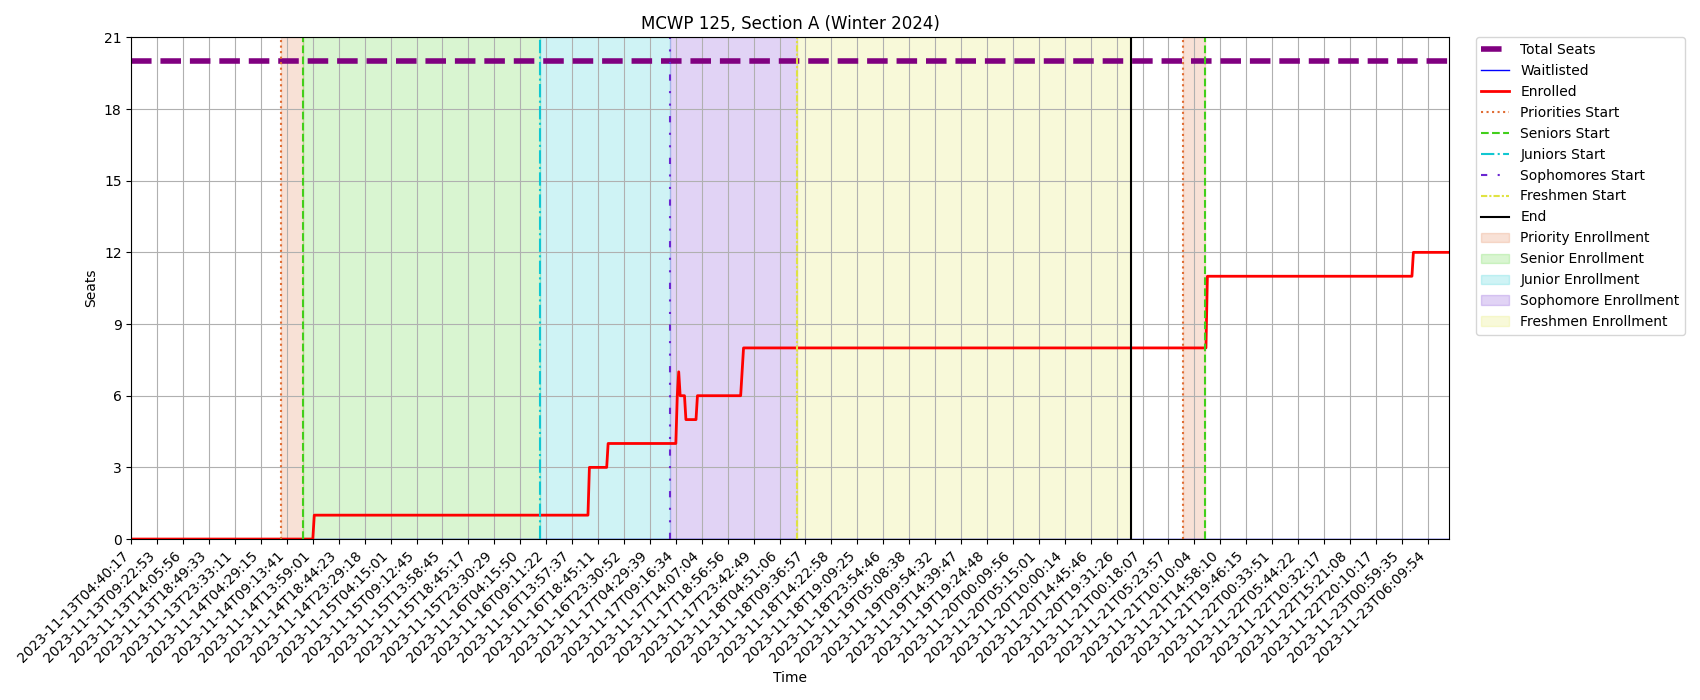 MCWP 125, Section A (Winter 2024)
21
18
15
12
9
6
3
0
Seats
2023-11-13T04:40:17
2023-11-13T09:22:53
2023-11-13T14:05:56
2023-11-13T18:49:33
2023-11-13T23:33:11
2023-11-14T04:29:15
2023-11-14T09:13:41
2023-11-14T13:59:01
2023-11-14T18:44:23
2023-11-14T23:29:18
2023-11-15T04:15:01
2023-11-15T09:12:45
2023-11-15T13:58:45
2023-11-15T18:45:17
2023-11-15T23:30:29
2023-11-16T04:15:50
2023-11-16T09:11:22
2023-11-16T13:57:37
2023-11-16T18:45:11
2023-11-16T23:30:52
2023-11-17T04:29:39
2023-11-17T09:16:34
2023-11-17T14:07:04
2023-11-17T18:56:56
2023-11-17T23:42:49
2023-11-18T04:51:06
2023-11-18T09:36:57
2023-11-18T14:22:58
2023-11-18T19:09:25
2023-11-18T23:54:46
2023-11-19T05:08:38
2023-11-19T09:54:32
2023-11-19T14:39:47
2023-11-19T19:24:48
2023-11-20T00:09:56
2023-11-20T05:15:01
2023-11-20T10:00:14
2023-11-20T14:45:46
2023-11-20T19:31:26
2023-11-21T00:18:07
2023-11-21T05:23:57
2023-11-21T10:10:04
2023-11-21T14:58:10
2023-11-21T19:46:15
2023-11-22T00:33:51
2023-11-22T05:44:22
2023-11-22T10:32:17
2023-11-22T15:21:08
2023-11-22T20:10:17
2023-11-23T00:59:35
2023-11-23T06:09:54
Time
Total Seats
Waitlisted
Enrolled
Priorities Start
Seniors Start
Juniors Start
Sophomores Start
Freshmen Start
End
Priority Enrollment
Senior Enrollment
Junior Enrollment
Sophomore Enrollment
Freshmen Enrollment